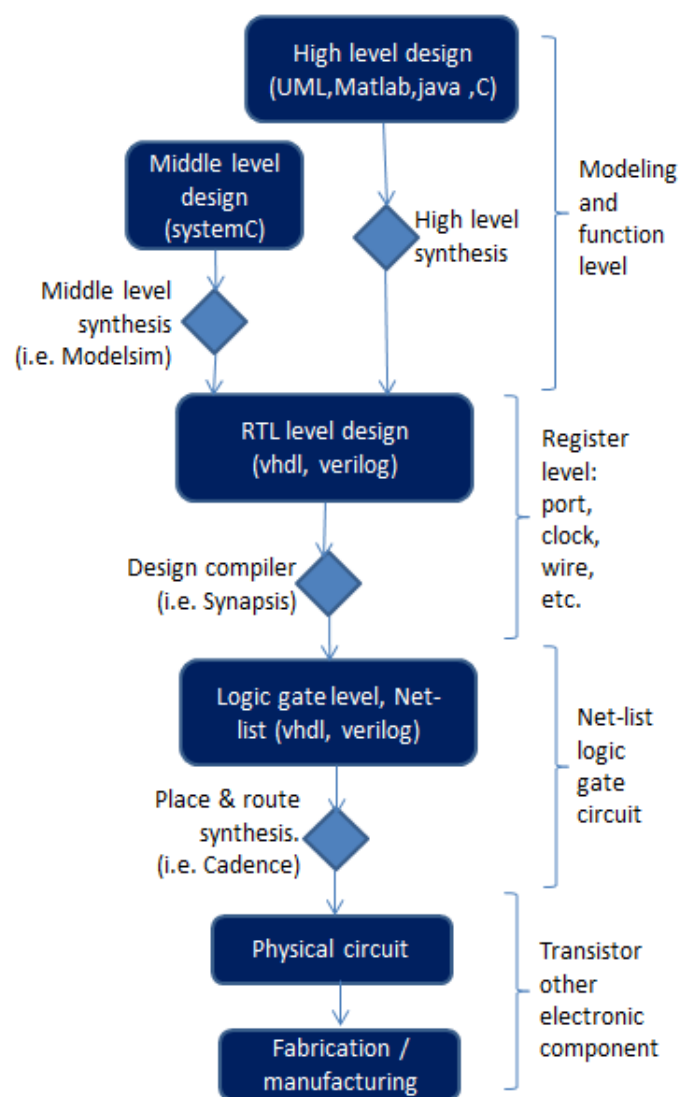 High level design
(UML,Matlab,java ,C)
Middle level
design
(systemC)
High level
synthesis
Modeling
and
function
level
Middle level
synthesis
(i.e. Modelsim)
RTL level design
(vhdl, verilog)
Register
level:
port,
clock,
wire,
etc.
Design compiler
(i.e. Synapsis)
Logic gate level, Net-
list (vhdl, verilog)
Net-list
logic
gate
circuit
Place & route
synthesis.
(i.e. Cadence)
Physical circuit
Transistor
other
electronic
component
Fabrication /
manufacturing